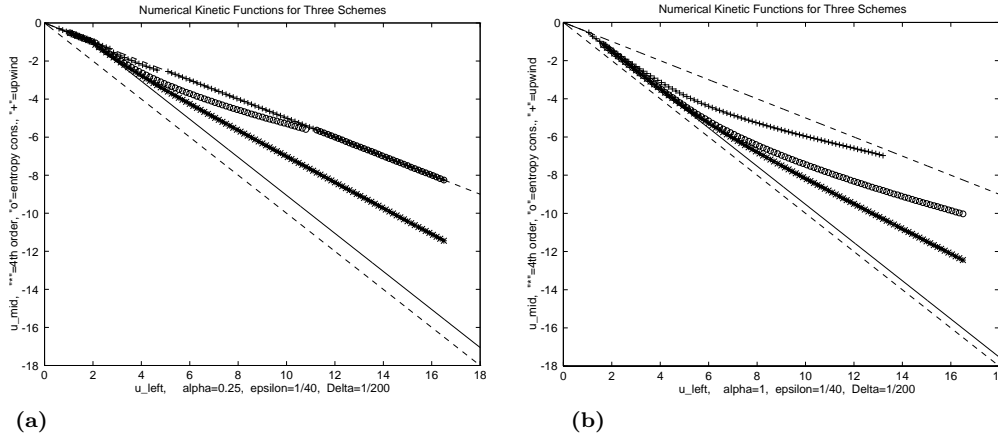 Numerical Kinetic Functions for Three Schemes
u_mid, "*"=4th order, "o"=entropy cons., "+"=upwind
0
-2
-4
-6
-8
-10
-12
-14
-16
-18
0 2 4 6 8 10 12 14 16 18
u_left, alpha=0.25, epsilon=1/40, Delta=1/200
(a)
Numerical Kinetic Functions for Three Schemes
u_mid, "*"=4th order, "o"=entropy cons., "+"=upwind
0
-2
-4
-6
-8
-10
-12
-14
-16
-18
0 2 4 6 8 10 12 14 16 18
u_left, alpha=1, epsilon=1/40, Delta=1/200
(b)